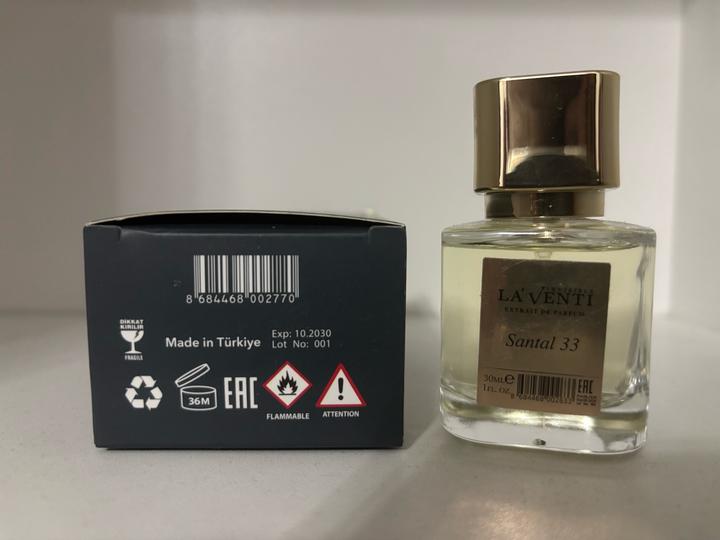 8 684468 002770
DİKKAT
KIRILIR
FRAGILE
Made in Türkiye
Exp: 10.2030
Lot No: 001
36M
EAC
FLAMMABLE
ATTENTION
LA'VENTI
EXTRAIT DE PARFUM
Santal 33
30ML e
1FL. OZ.
EAC